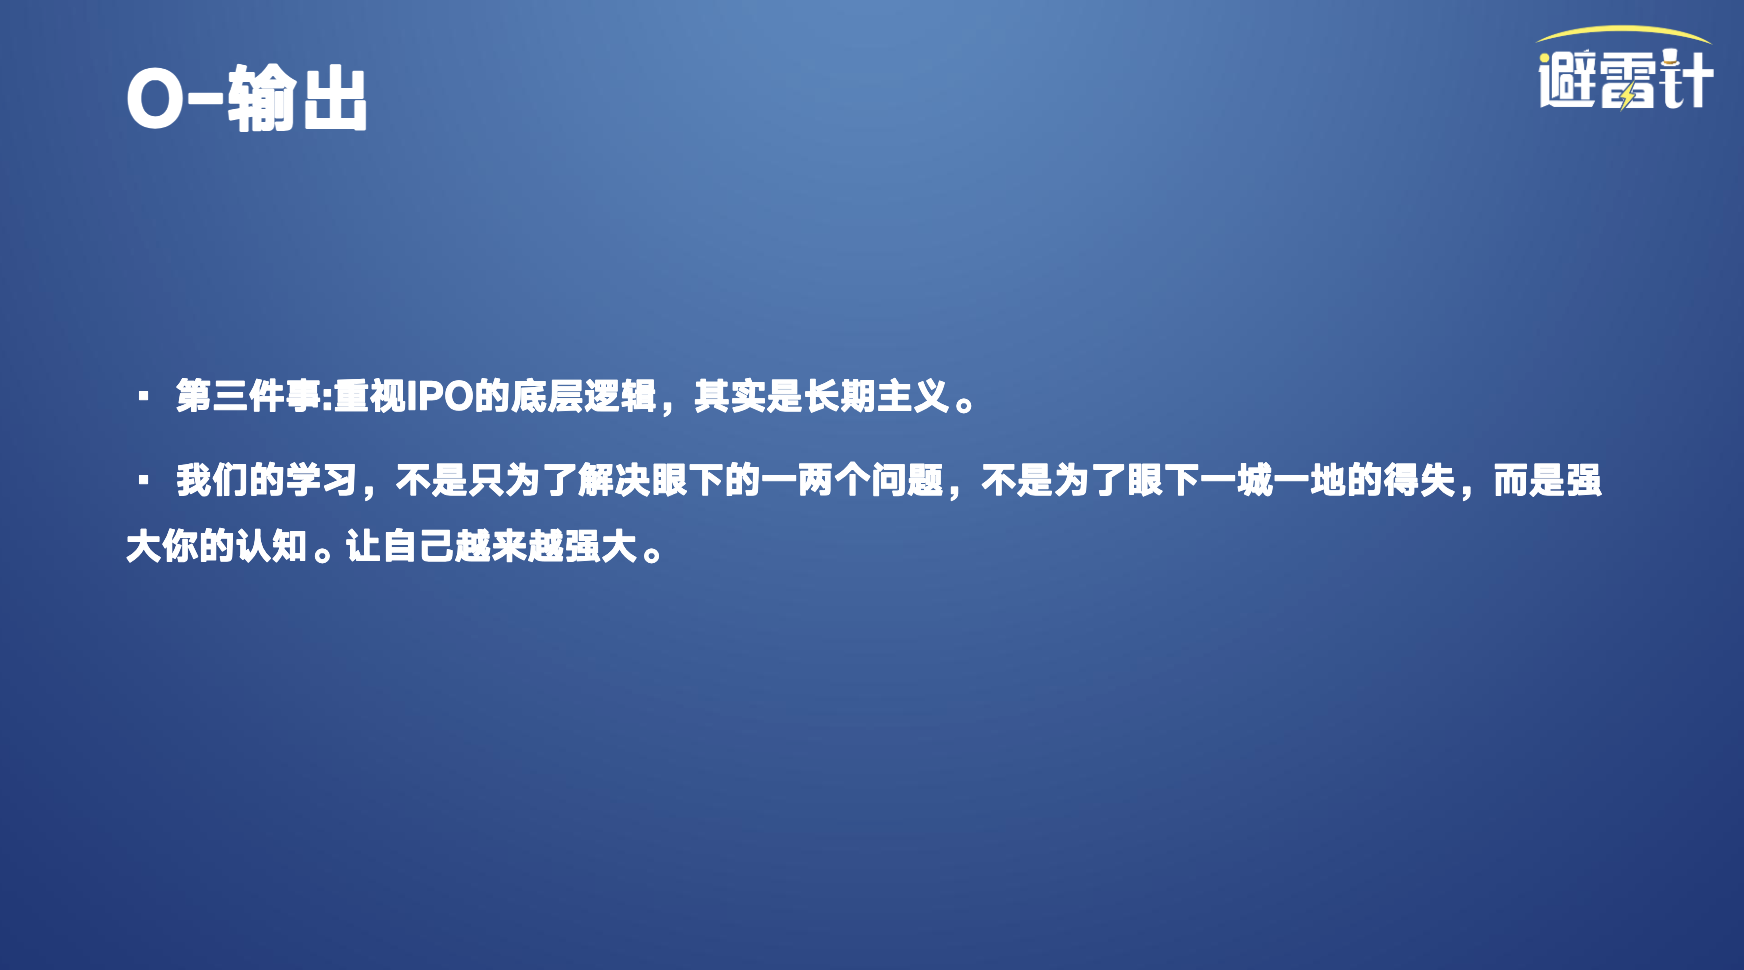 O-输出
避雷计
▪ 第三件事:重视IPO的底层逻辑，其实是长期主义。
▪ 我们的学习，不是只为了解决眼下的一两个问题，不是为了眼下一城一地的得失，而是强
大你的认知。让自己越来越强大。